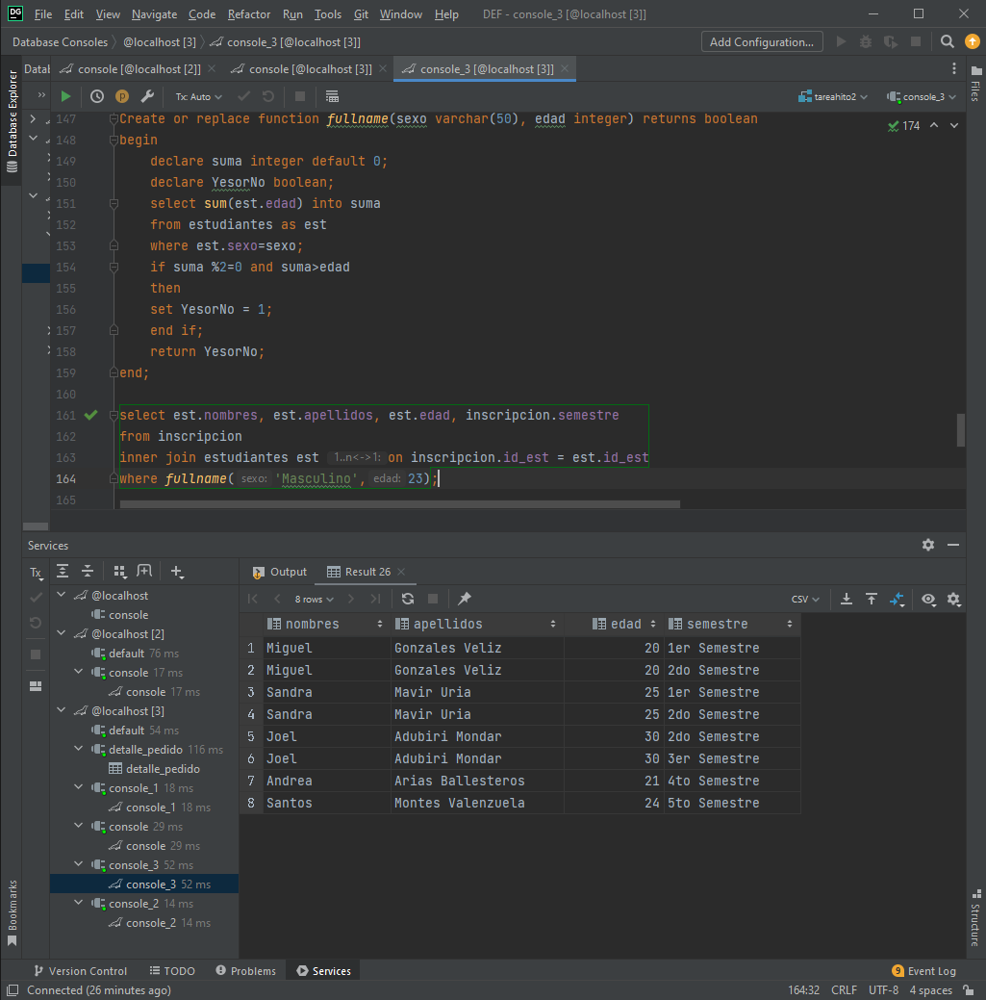 DG File Edit View Navigate Code Refactor Run Tools Git Window Help DEF - console_3 [@localhost [3]]
Database Consoles @localhost [3] console_3 [@localhost [3]] Add Configuration...
Datab console [@localhost [2]] console [@localhost [3]] console_3 [@localhost [3]]
Tx: Auto tareahito2 console_3
Database Explorer
Files
174
147 Create or replace function fullname(sexo varchar(50), edad integer) returns boolean
148 begin
149 declare suma integer default 0;
150 declare YesorNo boolean;
151 select sum(est.edad) into suma
152 from estudiantes as est
153 where est.sexo=sexo;
154 if suma %2=0 and suma>edad
155 then
156 set YesorNo = 1;
157 end if;
158 return YesorNo;
159 end;
160
161 select est.nombres, est.apellidos, est.edad, inscripcion.semestre
162 from inscripcion
163 inner join estudiantes est 1..n<->1: on inscripcion.id_est = est.id_est
164 where fullname( sexo: 'Masculino', edad: 23);
165
Services
Tx
@localhost
console
@localhost [2]
default 76 ms
console 17 ms
console 17 ms
@localhost [3]
default 54 ms
detalle_pedido 116 ms
detalle_pedido
console_1 18 ms
console_1 18 ms
console 29 ms
console 29 ms
console_3 52 ms
console_3 52 ms
console_2 14 ms
console_2 14 ms
Output Result 26
8 rows CSV
nombres apellidos edad semestre
1 Miguel Gonzales Veliz 20 1er Semestre
2 Miguel Gonzales Veliz 20 2do Semestre
3 Sandra Mavir Uria 25 1er Semestre
4 Sandra Mavir Uria 25 2do Semestre
5 Joel Adubiri Mondar 30 2do Semestre
6 Joel Adubiri Mondar 30 3er Semestre
7 Andrea Arias Ballesteros 21 4to Semestre
8 Santos Montes Valenzuela 24 5to Semestre
Bookmarks
Structure
Version Control TODO Problems Services 9 Event Log
Connected (26 minutes ago) 164:32 CRLF UTF-8 4 spaces